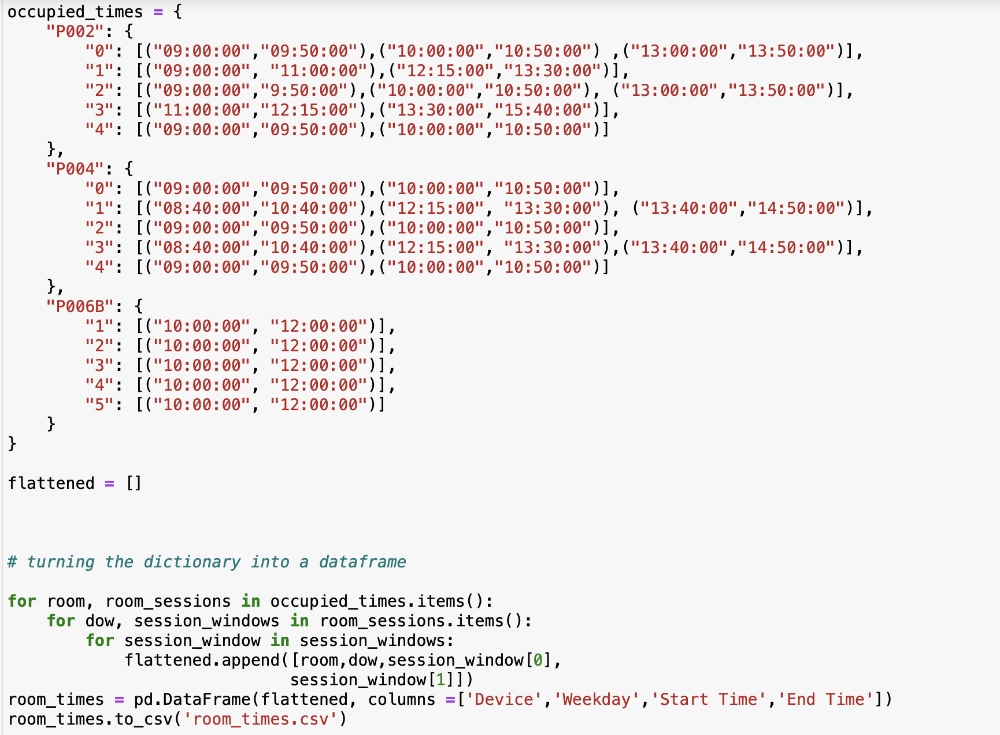 occupied_times = {
    "P002": {
        "0": [("09:00:00","09:50:00"),("10:00:00","10:50:00") ,("13:00:00","13:50:00")],
        "1": [("09:00:00", "11:00:00"),("12:15:00","13:30:00")],
        "2": [("09:00:00","9:50:00"),("10:00:00","10:50:00"), ("13:00:00","13:50:00")],
        "3": [("11:00:00","12:15:00"),("13:30:00","15:40:00")],
        "4": [("09:00:00","09:50:00"),("10:00:00","10:50:00")]
    },
    "P004": {
        "0": [("09:00:00","09:50:00"),("10:00:00","10:50:00")],
        "1": [("08:40:00","10:40:00"),("12:15:00", "13:30:00"), ("13:40:00","14:50:00")],
        "2": [("09:00:00","09:50:00"),("10:00:00","10:50:00")],
        "3": [("08:40:00","10:40:00"),("12:15:00", "13:30:00"),("13:40:00","14:50:00")],
        "4": [("09:00:00","09:50:00"),("10:00:00","10:50:00")]
    },
    "P006B": {
        "1": [("10:00:00", "12:00:00")],
        "2": [("10:00:00", "12:00:00")],
        "3": [("10:00:00", "12:00:00")],
        "4": [("10:00:00", "12:00:00")],
        "5": [("10:00:00", "12:00:00")]
    }
}

flattened = []



# turning the dictionary into a dataframe

for room, room_sessions in occupied_times.items():
    for dow, session_windows in room_sessions.items():
        for session_window in session_windows:
            flattened.append([room,dow,session_window[0],
                             session_window[1]])
room_times = pd.DataFrame(flattened, columns =['Device','Weekday','Start Time','End Time'])
room_times.to_csv('room_times.csv')